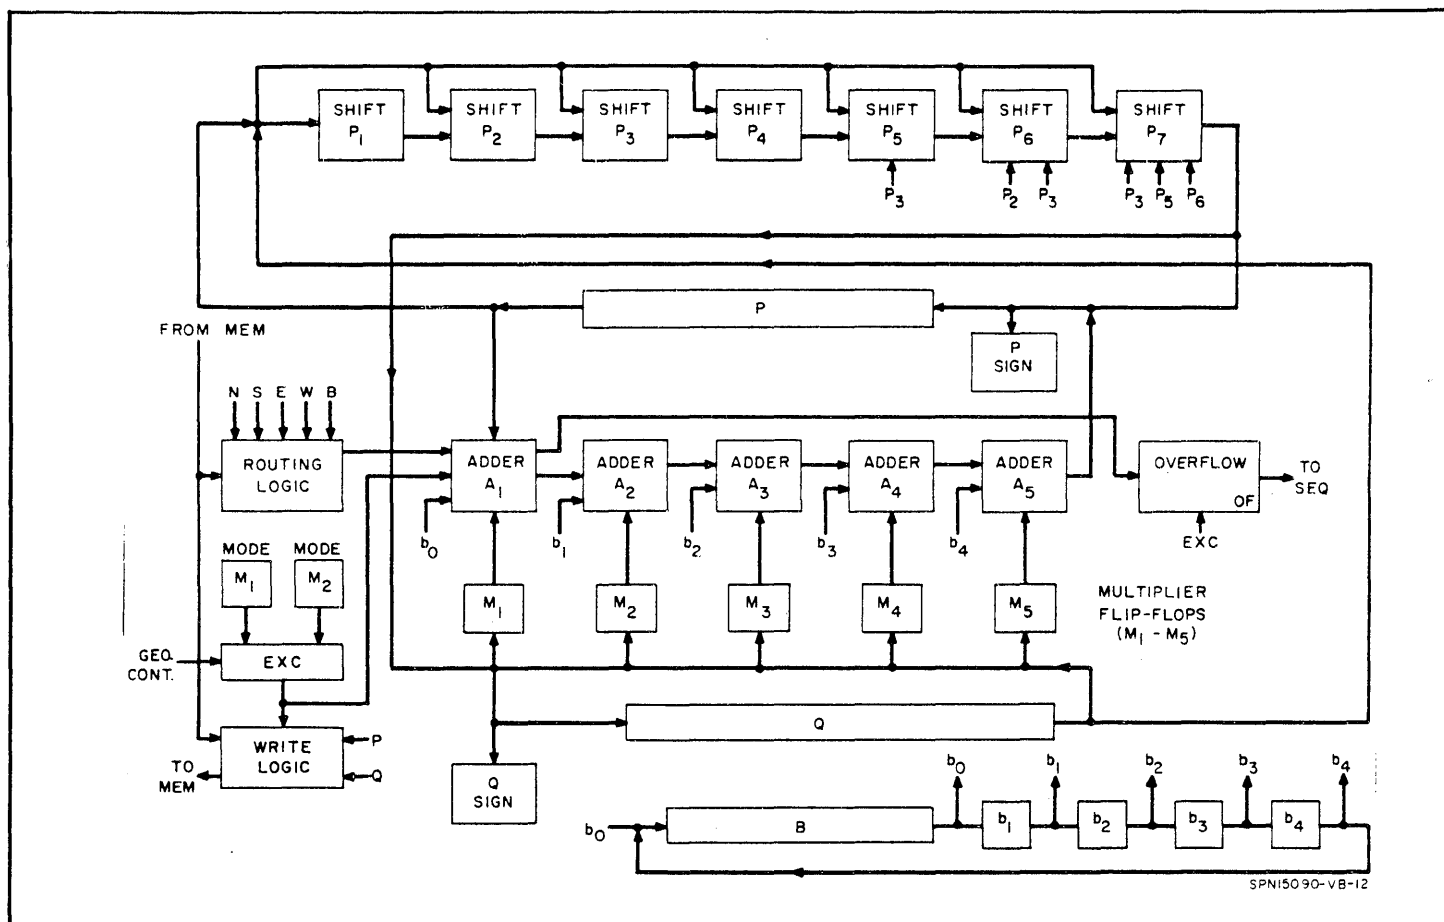 SHIFT P1
SHIFT P2
SHIFT P3
SHIFT P4
SHIFT P5
SHIFT P6
SHIFT P7
P3
P2 P3
P3 P5 P6
P
P SIGN
FROM MEM
N S E W B
ROUTING LOGIC
ADDER A1
ADDER A2
ADDER A3
ADDER A4
ADDER A5
OVERFLOW OF
TO SEQ
EXC
b0
b1
b2
b3
b4
MODE M1
MODE M2
M1
M2
M3
M4
M5
MULTIPLIER
FLIP-FLOPS
(M1 – M5)
GEO. CONT.
EXC
WRITE LOGIC
P
Q
TO MEM
Q
Q SIGN
b0
b1
b2
b3
b4
b0
B
b1
b2
b3
b4
SPN15090-VB-12